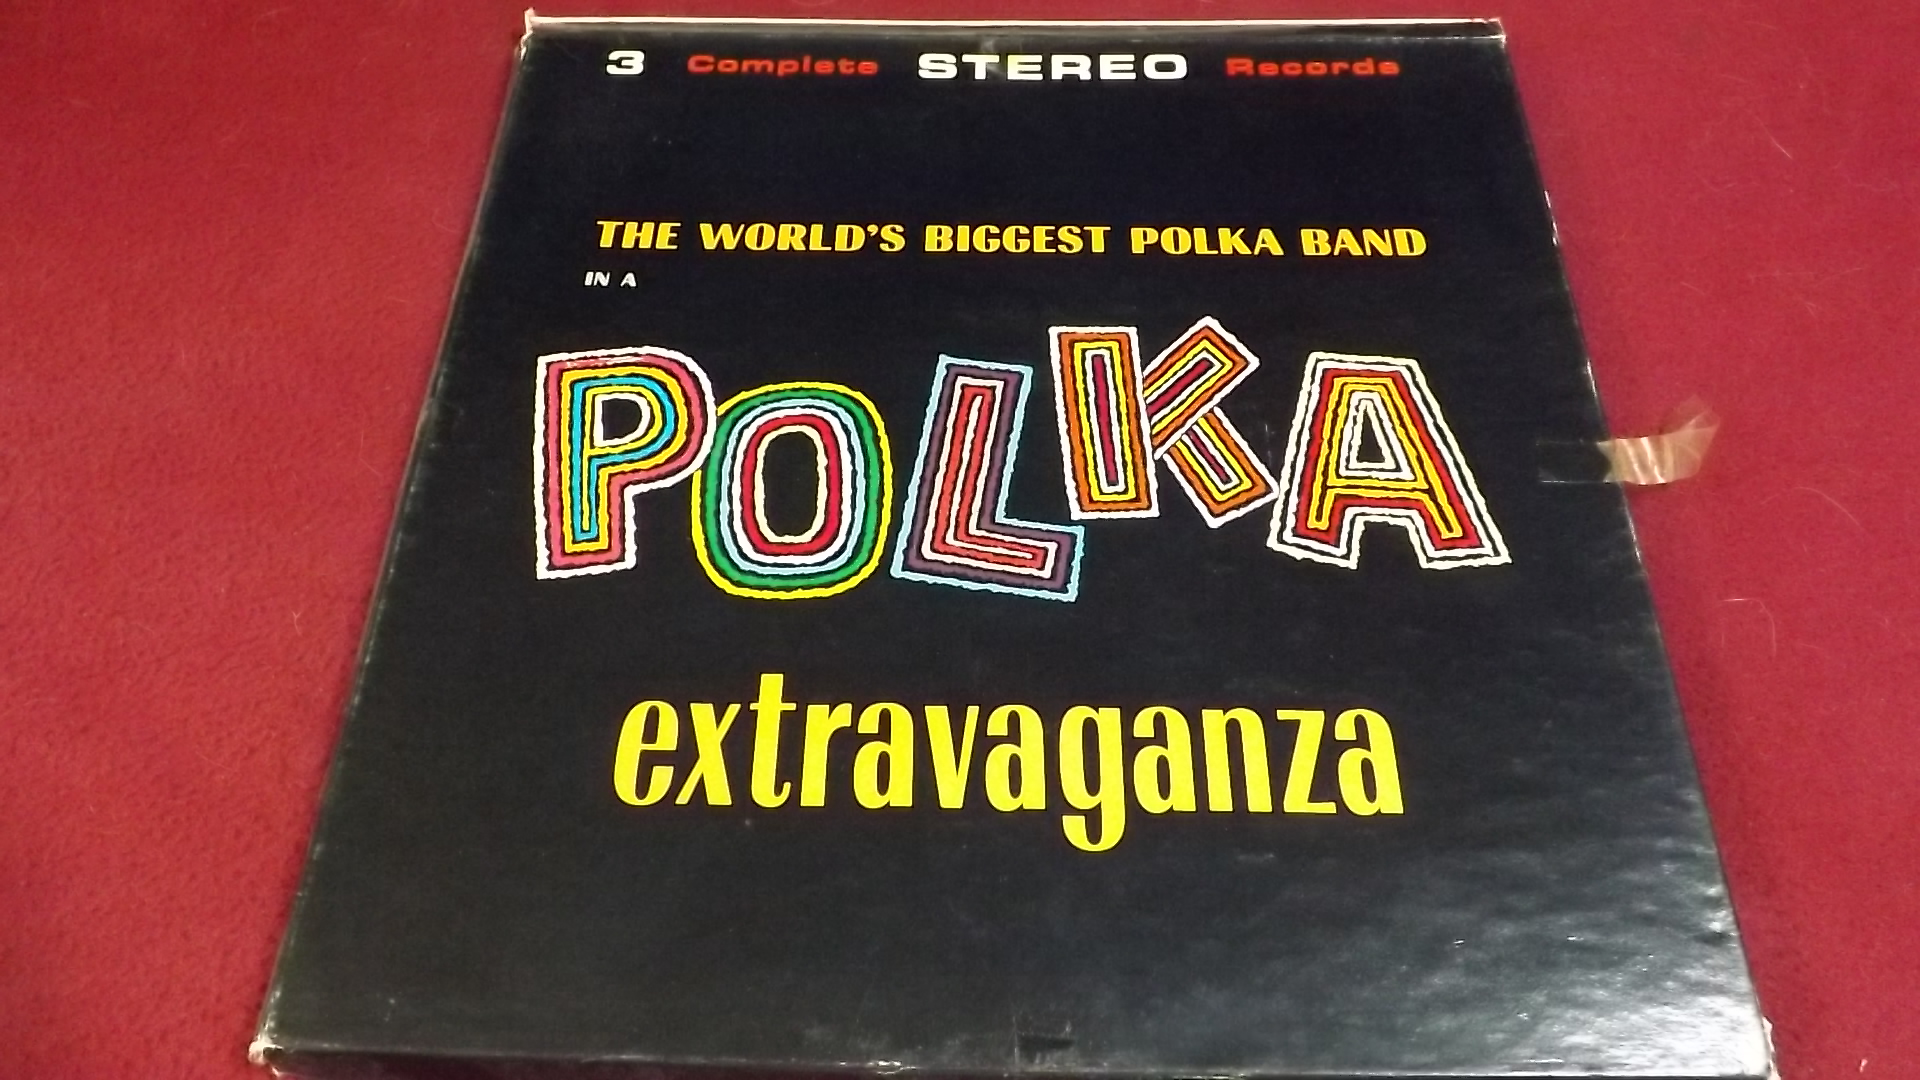 3 Complete STEREO Records
THE WORLD'S BIGGEST POLKA BAND
IN A
POLKA
extravaganza